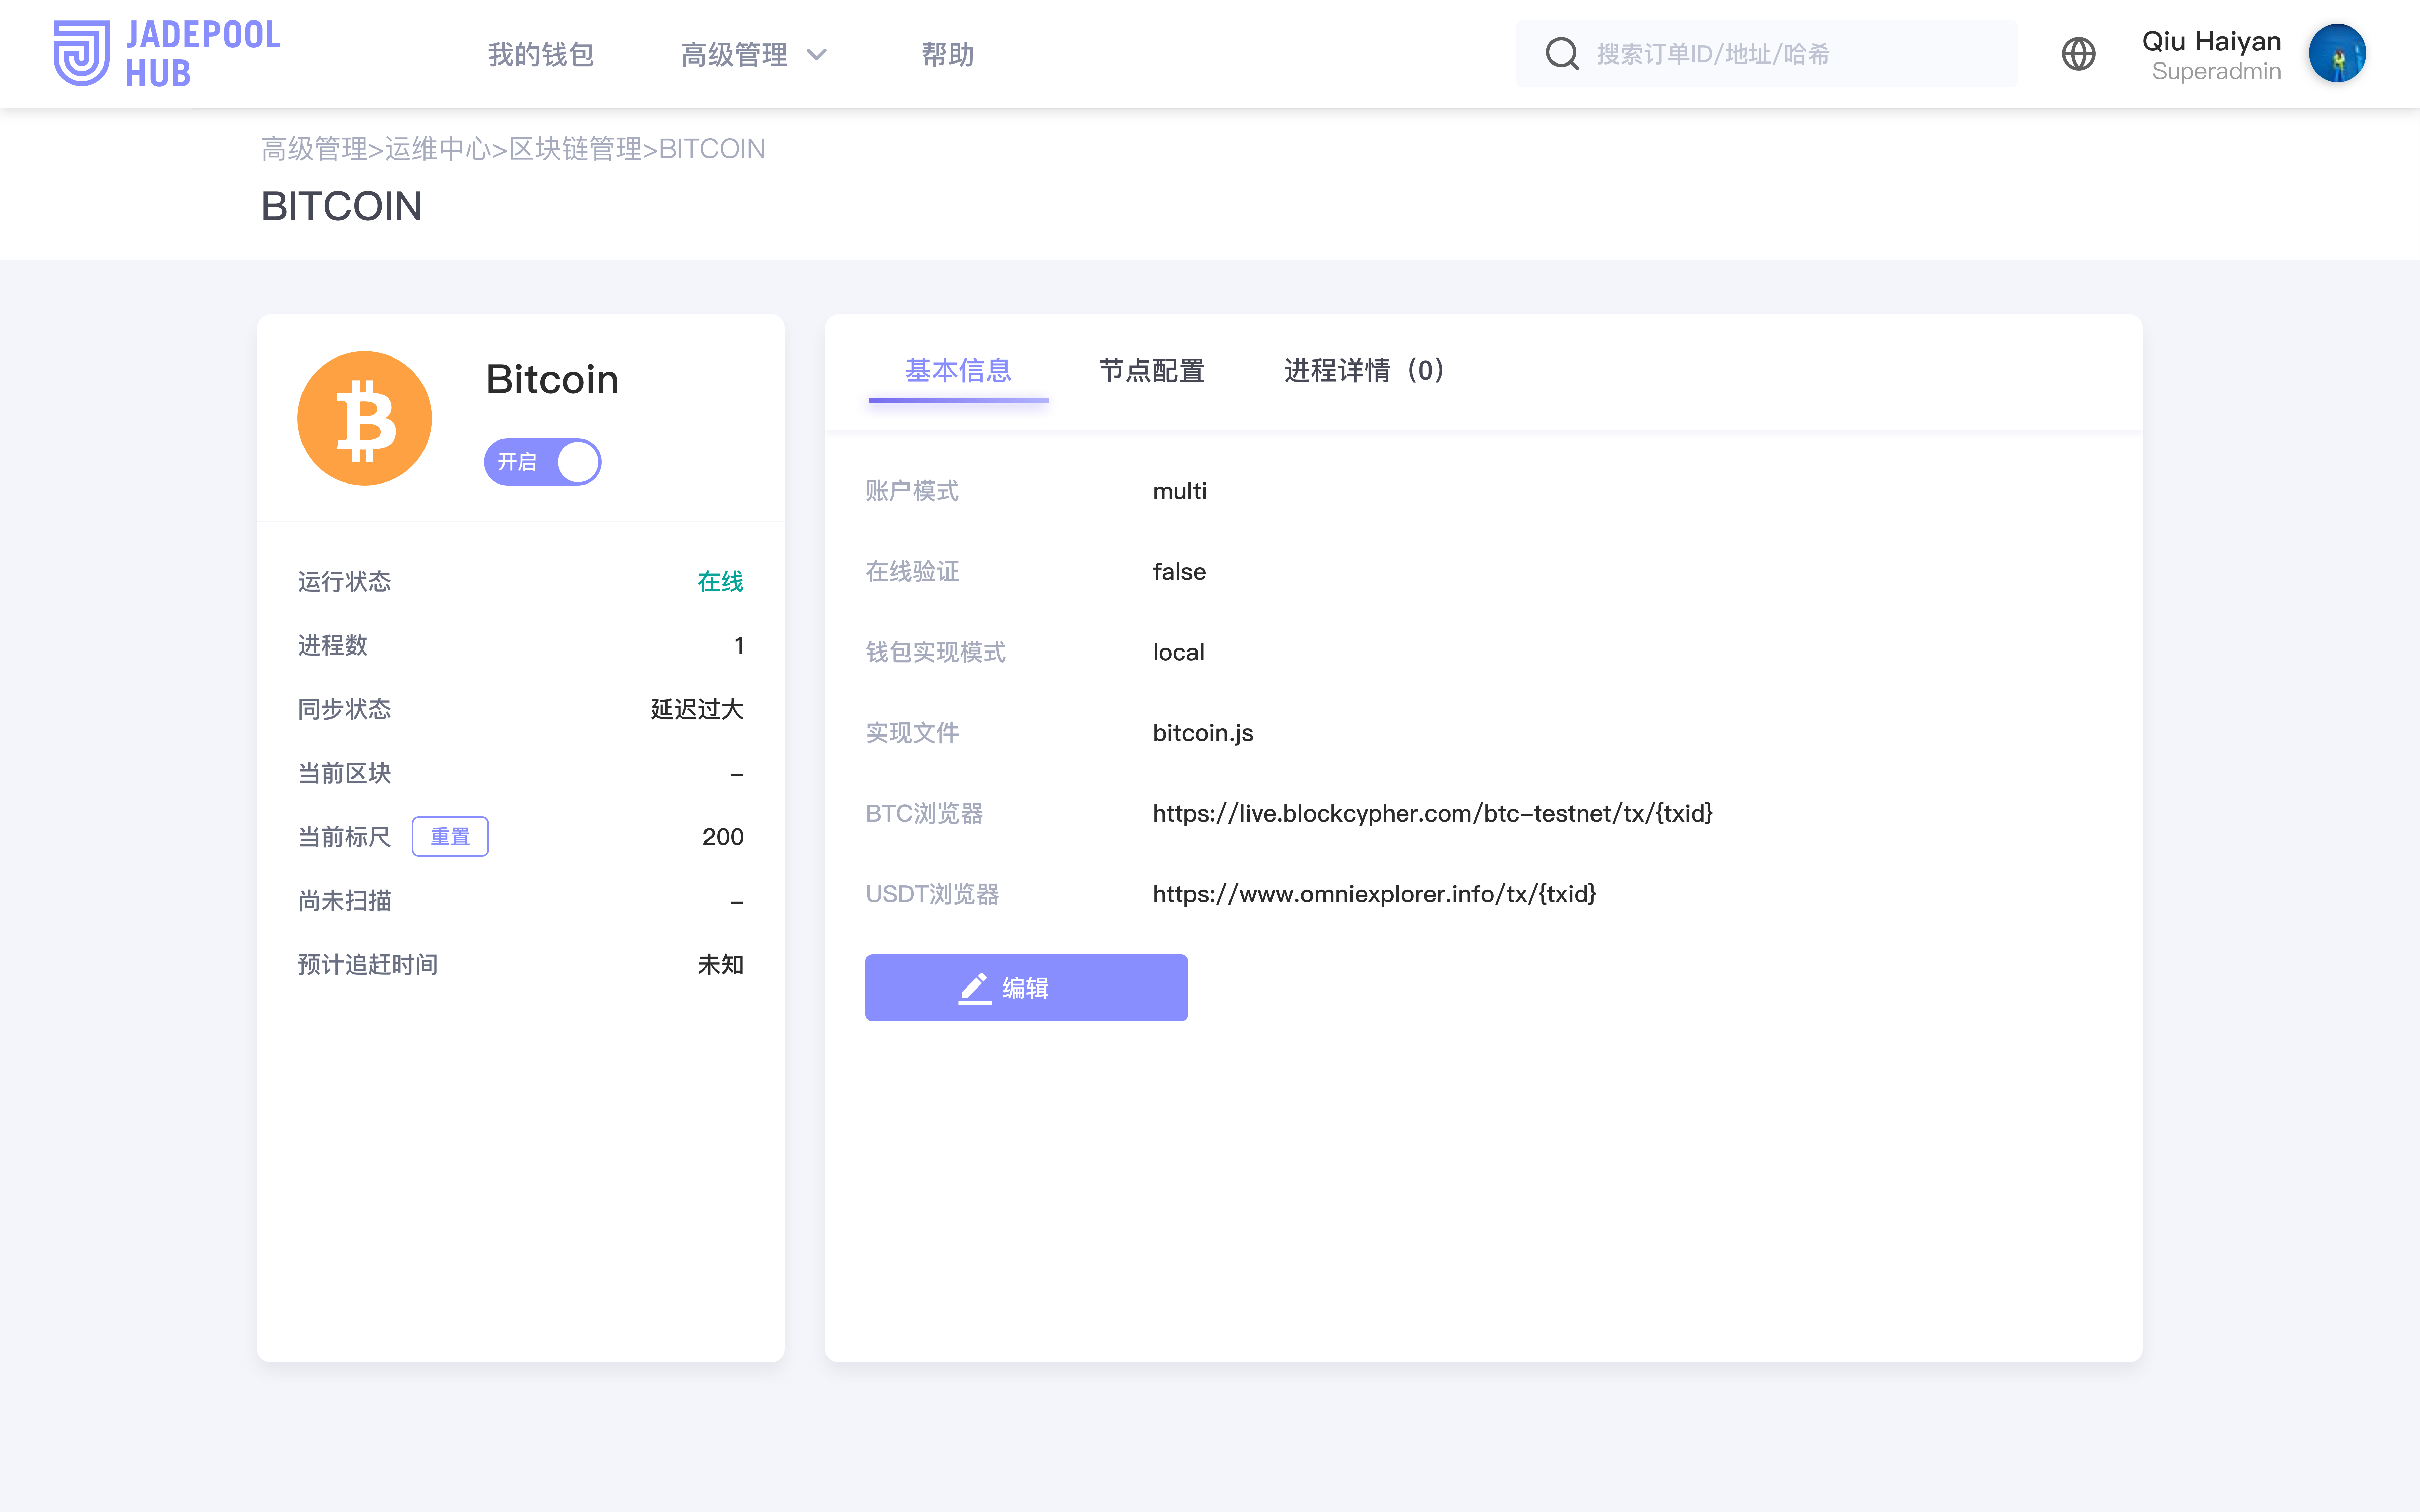 JADEPOOL
HUB
我的钱包
高级管理
帮助
搜索订单ID/地址/哈希
Qiu Haiyan
Superadmin
高级管理>运维中心>区块链管理>BITCOIN
BITCOIN
Bitcoin
开启
运行状态 在线
进程数 1
同步状态 延迟过大
当前区块 –
当前标尺 重置 200
尚未扫描 –
预计追赶时间 未知
基本信息 节点配置 进程详情（0）
账户模式 multi
在线验证 false
钱包实现模式 local
实现文件 bitcoin.js
BTC浏览器 https://live.blockcypher.com/btc-testnet/tx/{txid}
USDT浏览器 https://www.omniexplorer.info/tx/{txid}
编辑